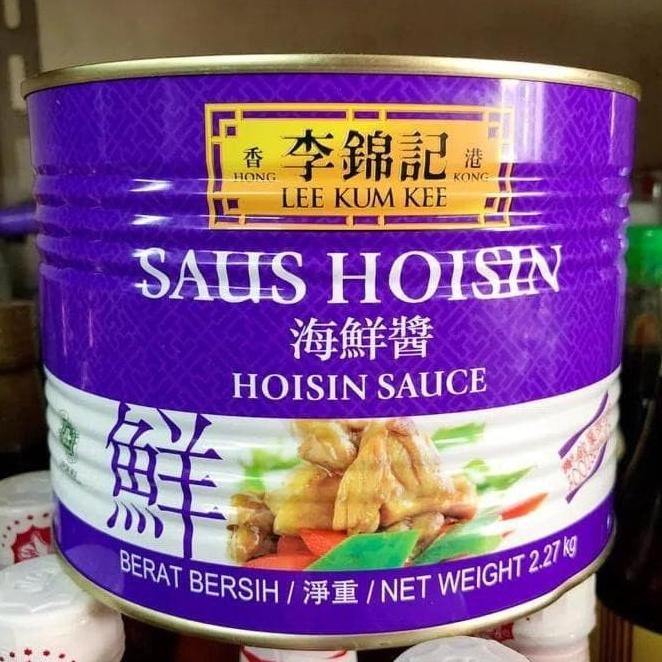 香 李錦記 港
HONG LEE KUM KEE KONG
SAUS HOISIN
海鮮醬
HOISIN SAUCE
鮮
BERAT BERSIH / 淨重 / NET WEIGHT 2.27 kg